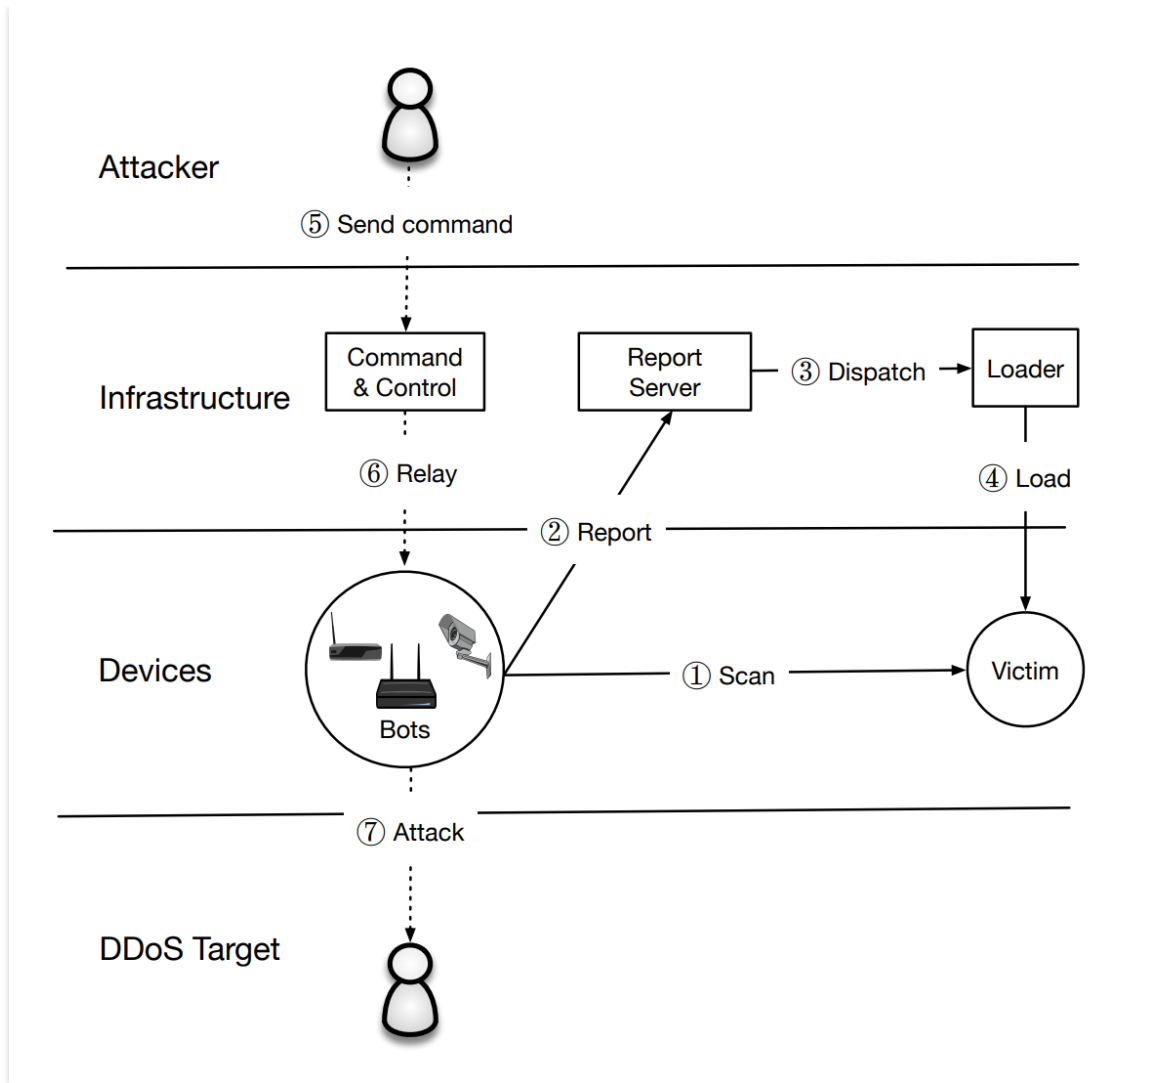 Attacker
⑤ Send command
Infrastructure
Command
& Control
Report
Server
③ Dispatch
Loader
⑥ Relay
④ Load
② Report
Devices
Bots
① Scan
Victim
⑦ Attack
DDoS Target